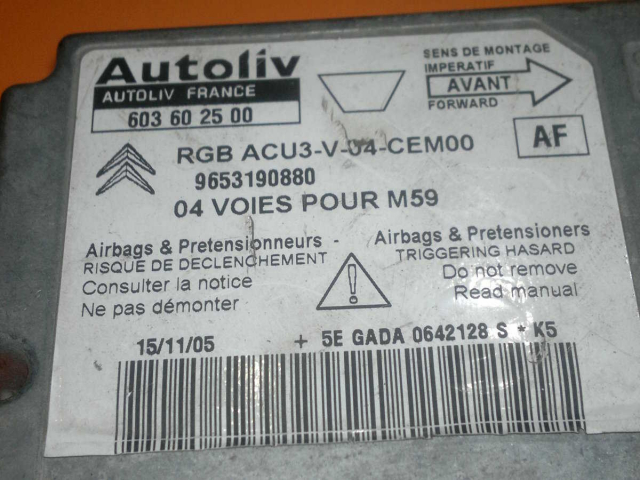 Autoliv
AUTOLIV FRANCE
603 60 25 00
SENS DE MONTAGE
IMPERATIF
AVANT
FORWARD
AF
RGB ACU3-V-04-CEM00
9653190880
04 VOIES POUR M59
Airbags & Pretensionneurs -
RISQUE DE DECLENCHEMENT
Consulter la notice
Ne pas démonter
Airbags & Pretensioners
TRIGGERING HASARD
Do not remove
Read manual
!
15/11/05 + 5E GADA 0642128 S * K5